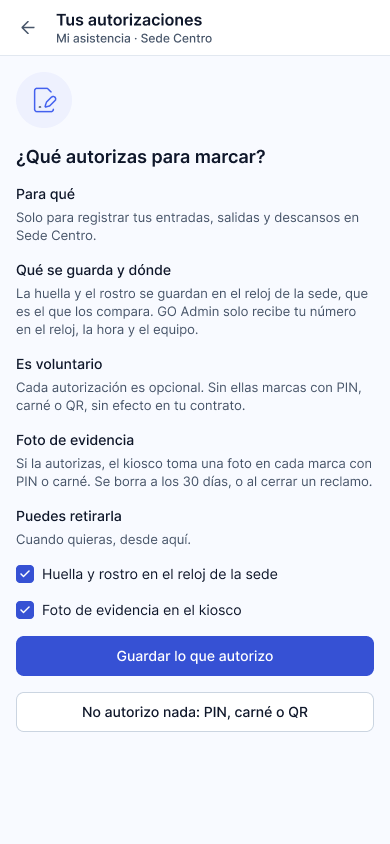 Tus autorizaciones
Mi asistencia · Sede Centro
¿Qué autorizas para marcar?
Para qué
Solo para registrar tus entradas, salidas y descansos en
Sede Centro.
Qué se guarda y dónde
La huella y el rostro se guardan en el reloj de la sede, que
es el que los compara. GO Admin solo recibe tu número
en el reloj, la hora y el equipo.
Es voluntario
Cada autorización es opcional. Sin ellas marcas con PIN,
carné o QR, sin efecto en tu contrato.
Foto de evidencia
Si la autorizas, el kiosco toma una foto en cada marca con
PIN o carné. Se borra a los 30 días, o al cerrar un reclamo.
Puedes retirarla
Cuando quieras, desde aquí.
Huella y rostro en el reloj de la sede
Foto de evidencia en el kiosco
Guardar lo que autorizo
No autorizo nada: PIN, carné o QR